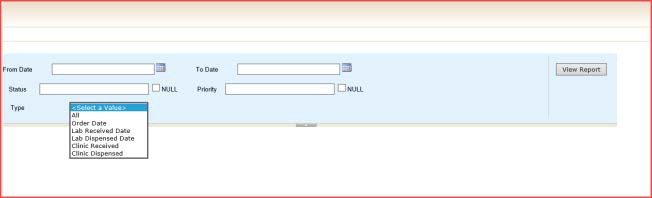 From Date To Date View Report
Status NULL Priority NULL
Type <Select a Value>
All
Order Date
Lab Received Date
Lab Dispensed Date
Clinic Received
Clinic Dispensed